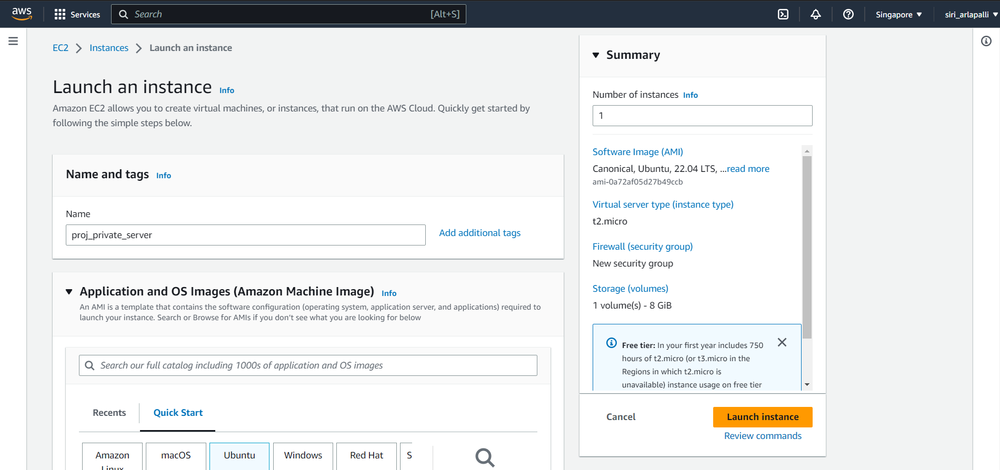 aws
Services
Search
[Alt+S]
Singapore
siri_arlapalli
EC2
Instances
Launch an instance
Launch an instance Info
Amazon EC2 allows you to create virtual machines, or instances, that run on the AWS Cloud. Quickly get started by
following the simple steps below.
Name and tags Info
Name
proj_private_server
Add additional tags
Application and OS Images (Amazon Machine Image) Info
An AMI is a template that contains the software configuration (operating system, application server, and applications) required to
launch your instance. Search or Browse for AMIs if you don't see what you are looking for below
Search our full catalog including 1000s of application and OS images
Recents
Quick Start
Amazon
Linux
macOS
Ubuntu
Windows
Red Hat
S
Summary
Number of instances Info
1
Software Image (AMI)
Canonical, Ubuntu, 22.04 LTS, ...read more
ami-0a72af05d27b49ccb
Virtual server type (instance type)
t2.micro
Firewall (security group)
New security group
Storage (volumes)
1 volume(s) - 8 GiB
Free tier: In your first year includes 750
hours of t2.micro (or t3.micro in the
Regions in which t2.micro is
unavailable) instance usage on free tier
Cancel
Launch instance
Review commands